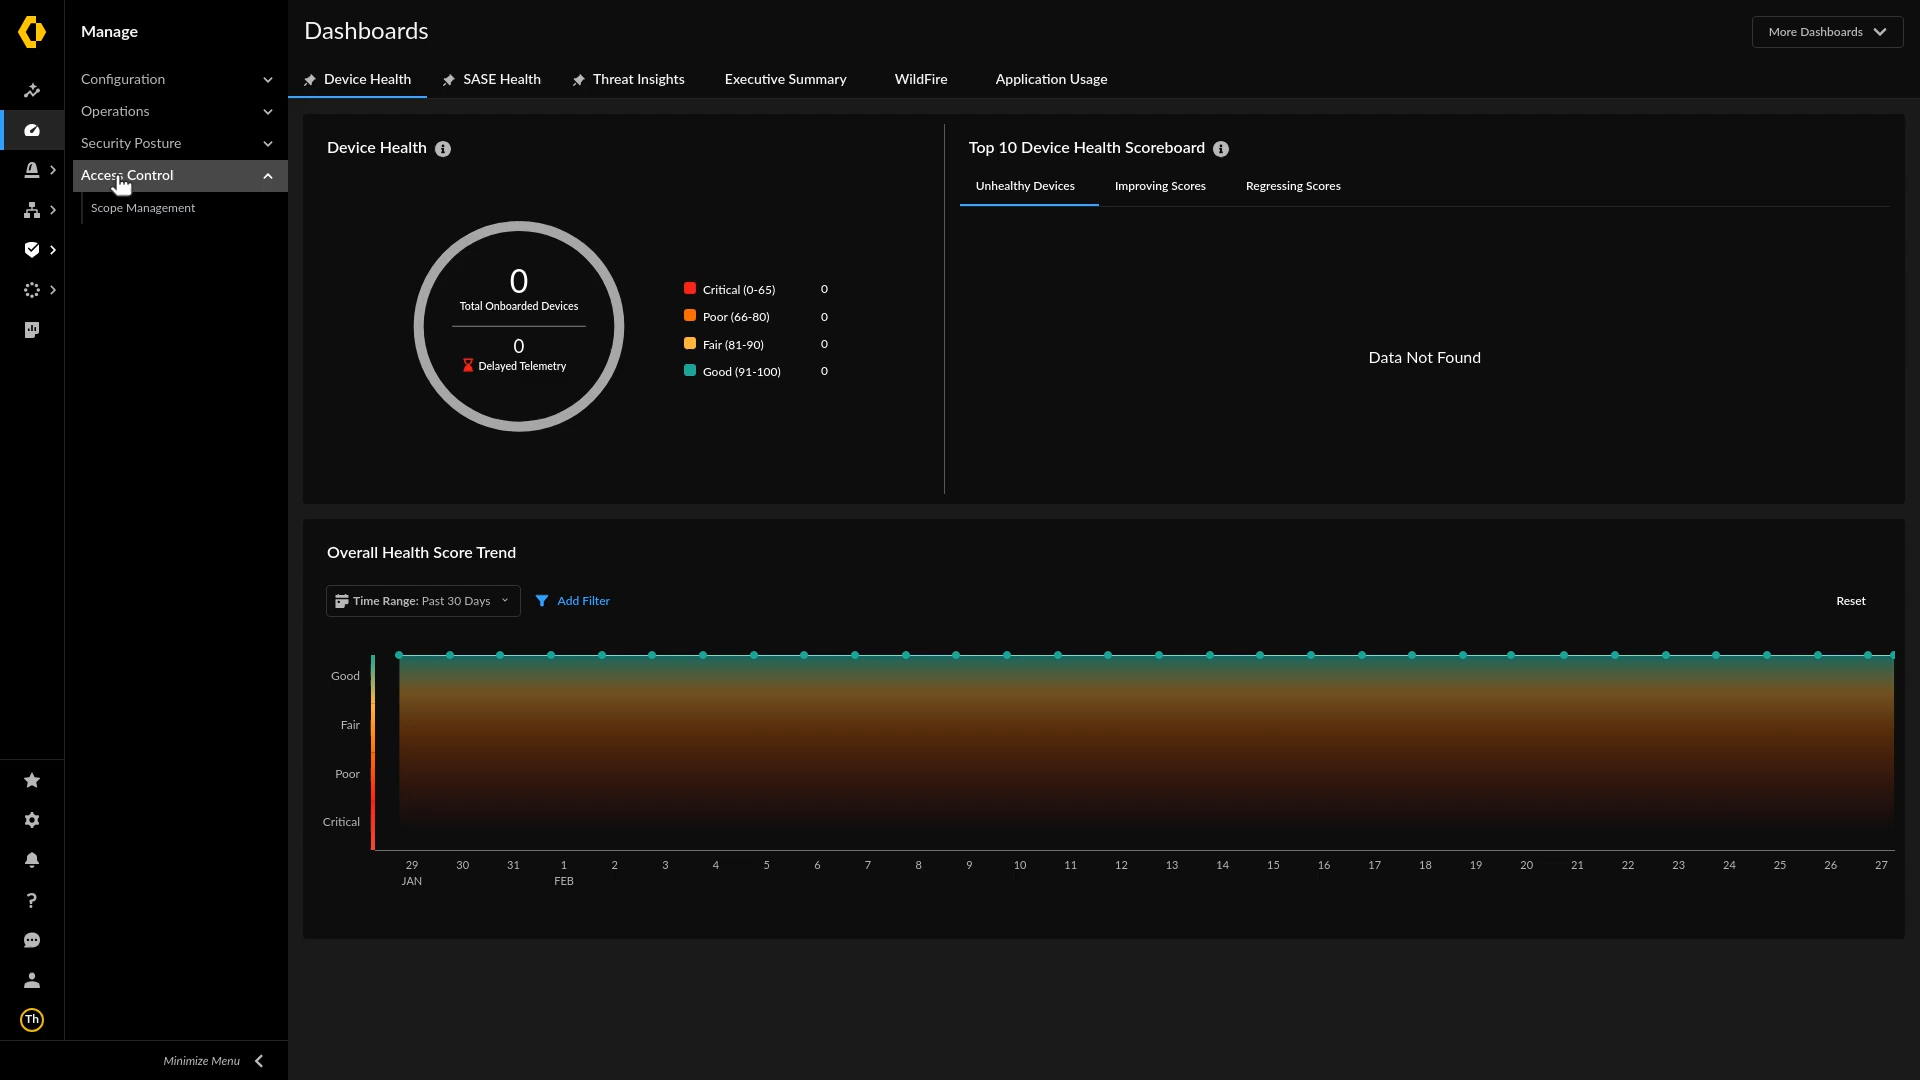 Manage
Configuration
Operations
Security Posture
Access Control
Scope Management
Th
Minimize Menu
Dashboards
More Dashboards
Device Health
SASE Health
Threat Insights
Executive Summary
WildFire
Application Usage
Device Health
0
Total Onboarded Devices
0
Delayed Telemetry
Critical (0-65) 0
Poor (66-80) 0
Fair (81-90) 0
Good (91-100) 0
Top 10 Device Health Scoreboard
Unhealthy Devices
Improving Scores
Regressing Scores
Data Not Found
Overall Health Score Trend
Time Range: Past 30 Days
Add Filter
Reset
Good
Fair
Poor
Critical
29 30 31 1 2 3 4 5 6 7 8 9 10 11 12 13 14 15 16 17 18 19 20 21 22 23 24 25 26 27
JAN FEB